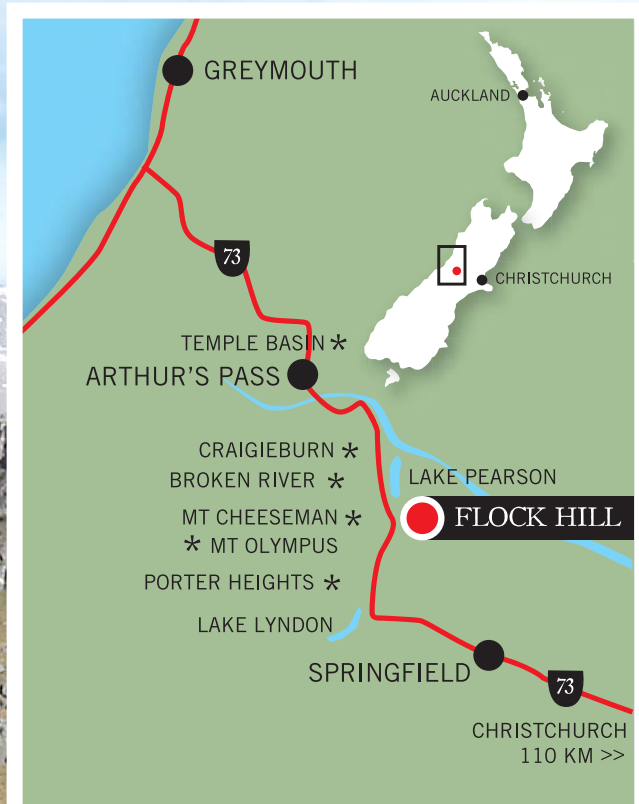 GREYMOUTH
AUCKLAND
73
CHRISTCHURCH
TEMPLE BASIN *
ARTHUR'S PASS
CRAIGIEBURN *
BROKEN RIVER *
LAKE PEARSON
MT CHEESEMAN *
FLOCK HILL
* MT OLYMPUS
PORTER HEIGHTS *
LAKE LYNDON
SPRINGFIELD
73
CHRISTCHURCH
110 KM >>